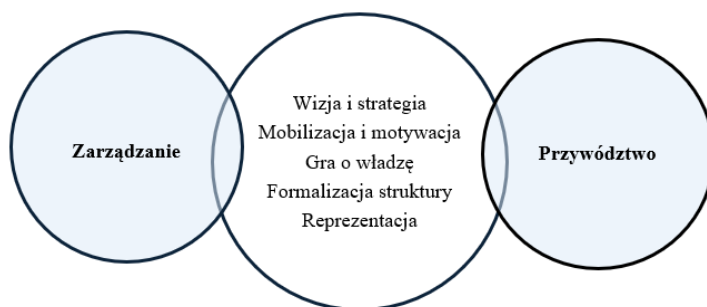 Zarządzanie
Wizja i strategia
Mobilizacja i motywacja
Gra o władzę
Formalizacja struktury
Reprezentacja
Przywództwo